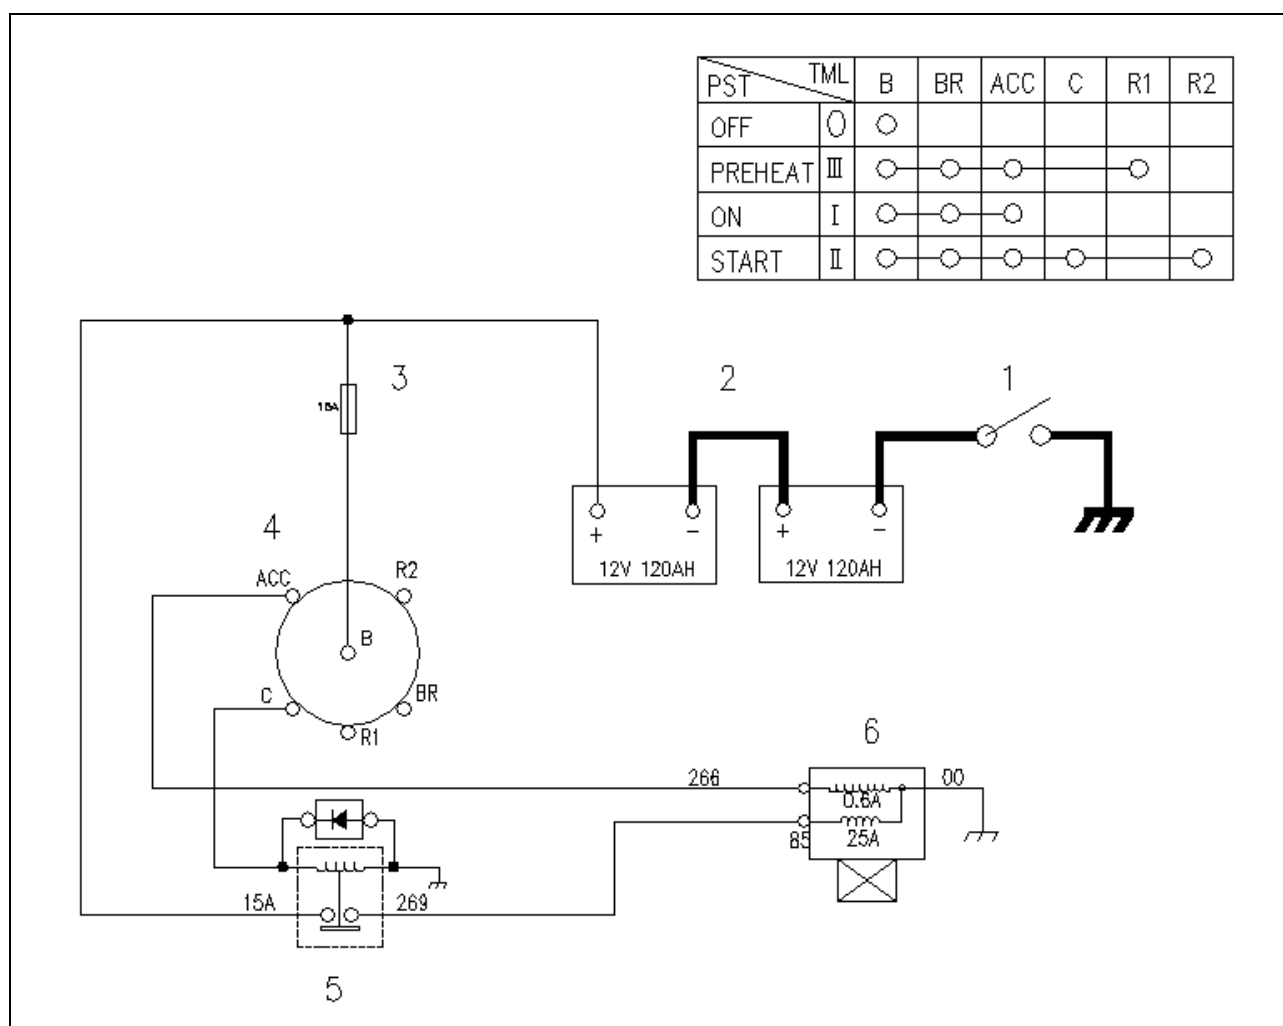 PST TML B BR ACC C R1 R2
OFF O
PREHEAT III
ON I
START II
3
2
1
15A
4
+ - + -
12V 120AH 12V 120AH
ACC R2
B
C BR
R1
6
266 00
0.6A
85 25A
15A 269
5